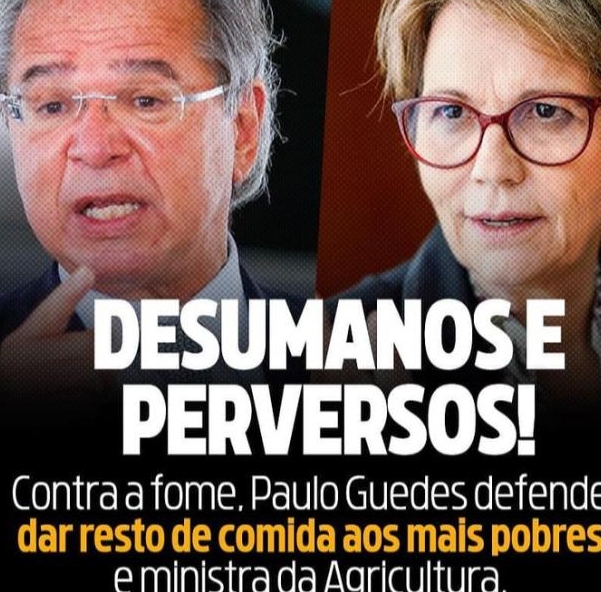 DESUMANOS E
PERVERSOS!
Contra a fome, Paulo Guedes defende
dar resto de comida aos mais pobres
e ministra da Agricultura,